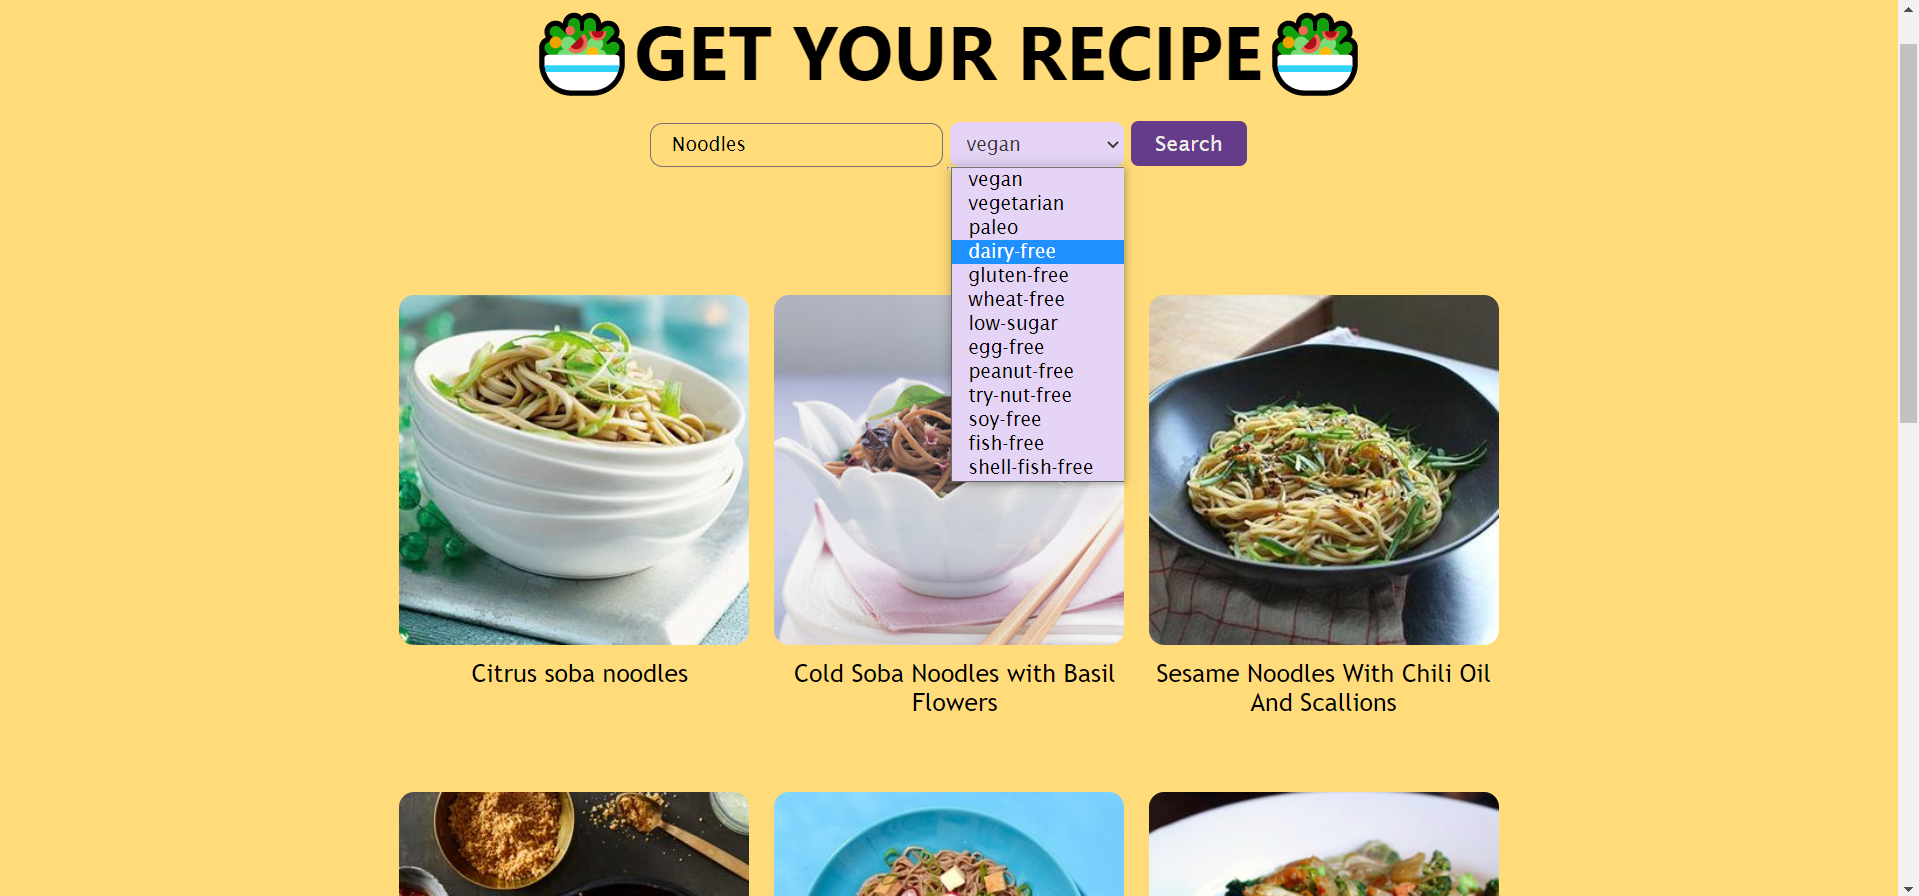 GET YOUR RECIPE
Noodles
vegan
Search
vegan
vegetarian
paleo
dairy-free
gluten-free
wheat-free
low-sugar
egg-free
peanut-free
try-nut-free
soy-free
fish-free
shell-fish-free
Citrus soba noodles
Cold Soba Noodles with Basil
Flowers
Sesame Noodles With Chili Oil
And Scallions